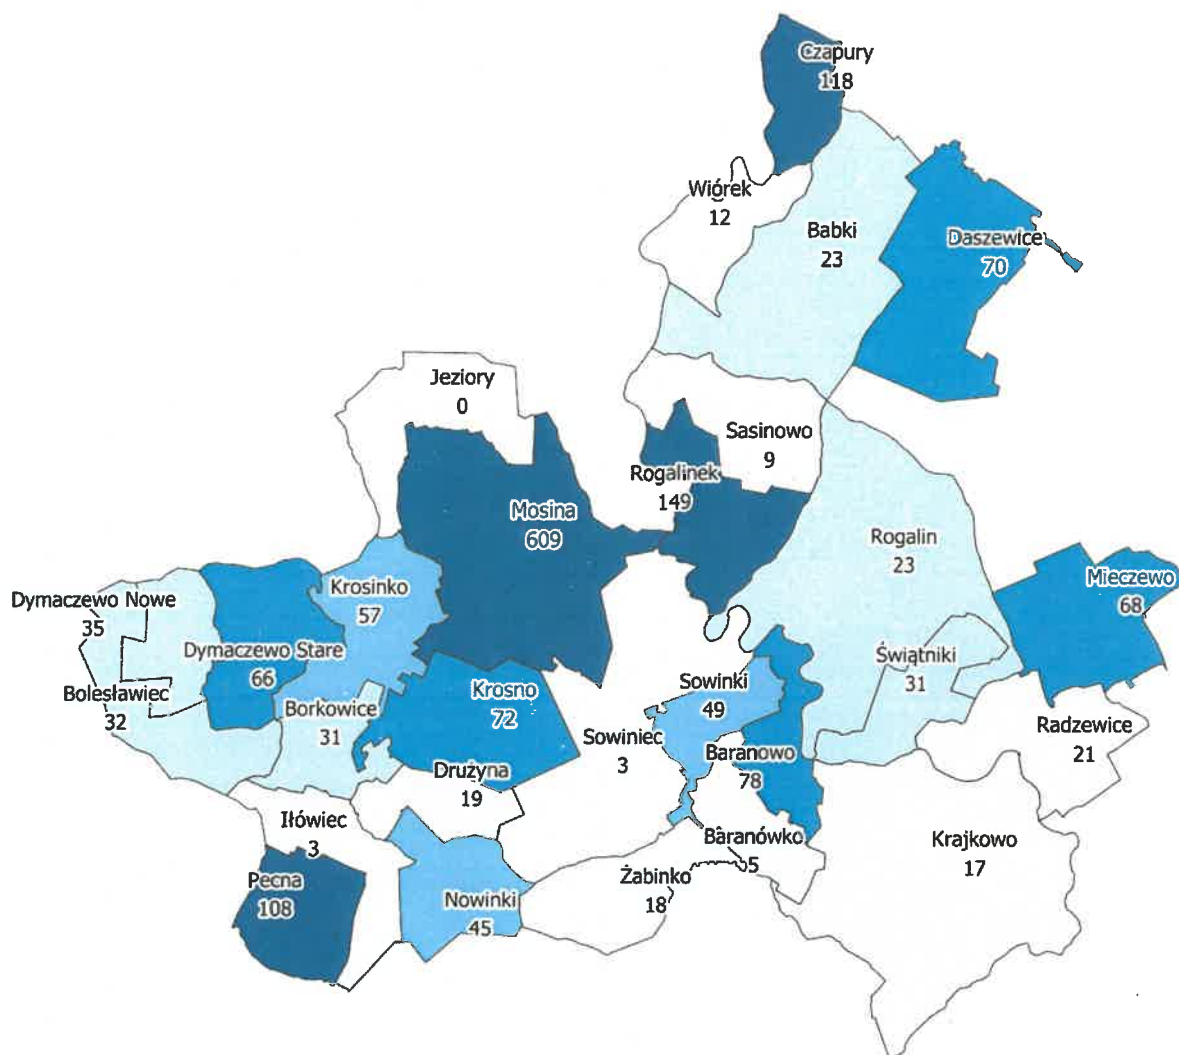 Czapury
118
Wiórek
12
Babki
23
Daszewice
70
Jeziory
0
Sasinowo
9
Rogalinek
149
Mosina
609
Rogalin
23
Mieczewo
68
Krosinko
57
Dymaczewo Nowe
35
Dymaczewo Stare
66
Świątniki
31
Bolesławiec
32
Borkowice
31
Krosno
72
Sowinki
49
Sowiniec
3
Baranowo
78
Radzewice
21
Drużyna
19
Iłówiec
3
Baranówko
5
Krajkowo
17
Żabinko
18
Pecna
108
Nowinki
45